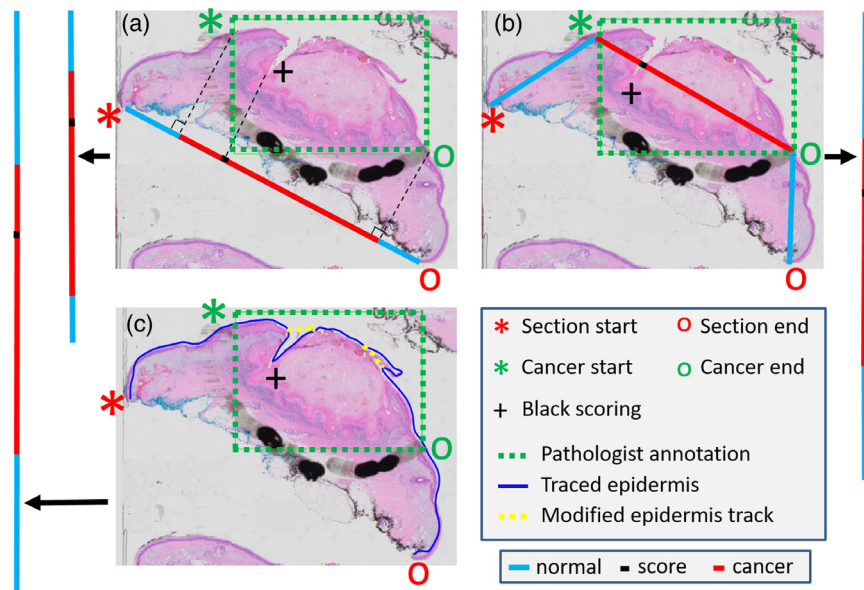 (a)
(b)
(c)
* Section start
O Section end
* Cancer start
O Cancer end
+ Black scoring
Pathologist annotation
Traced epidermis
Modified epidermis track
normal
score
cancer